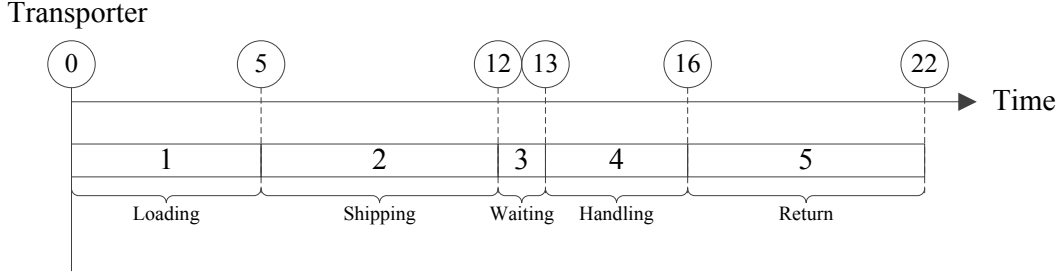 Transporter
0 5 12 13 16 22
Time
1 2 3 4 5
Loading Shipping Waiting Handling Return